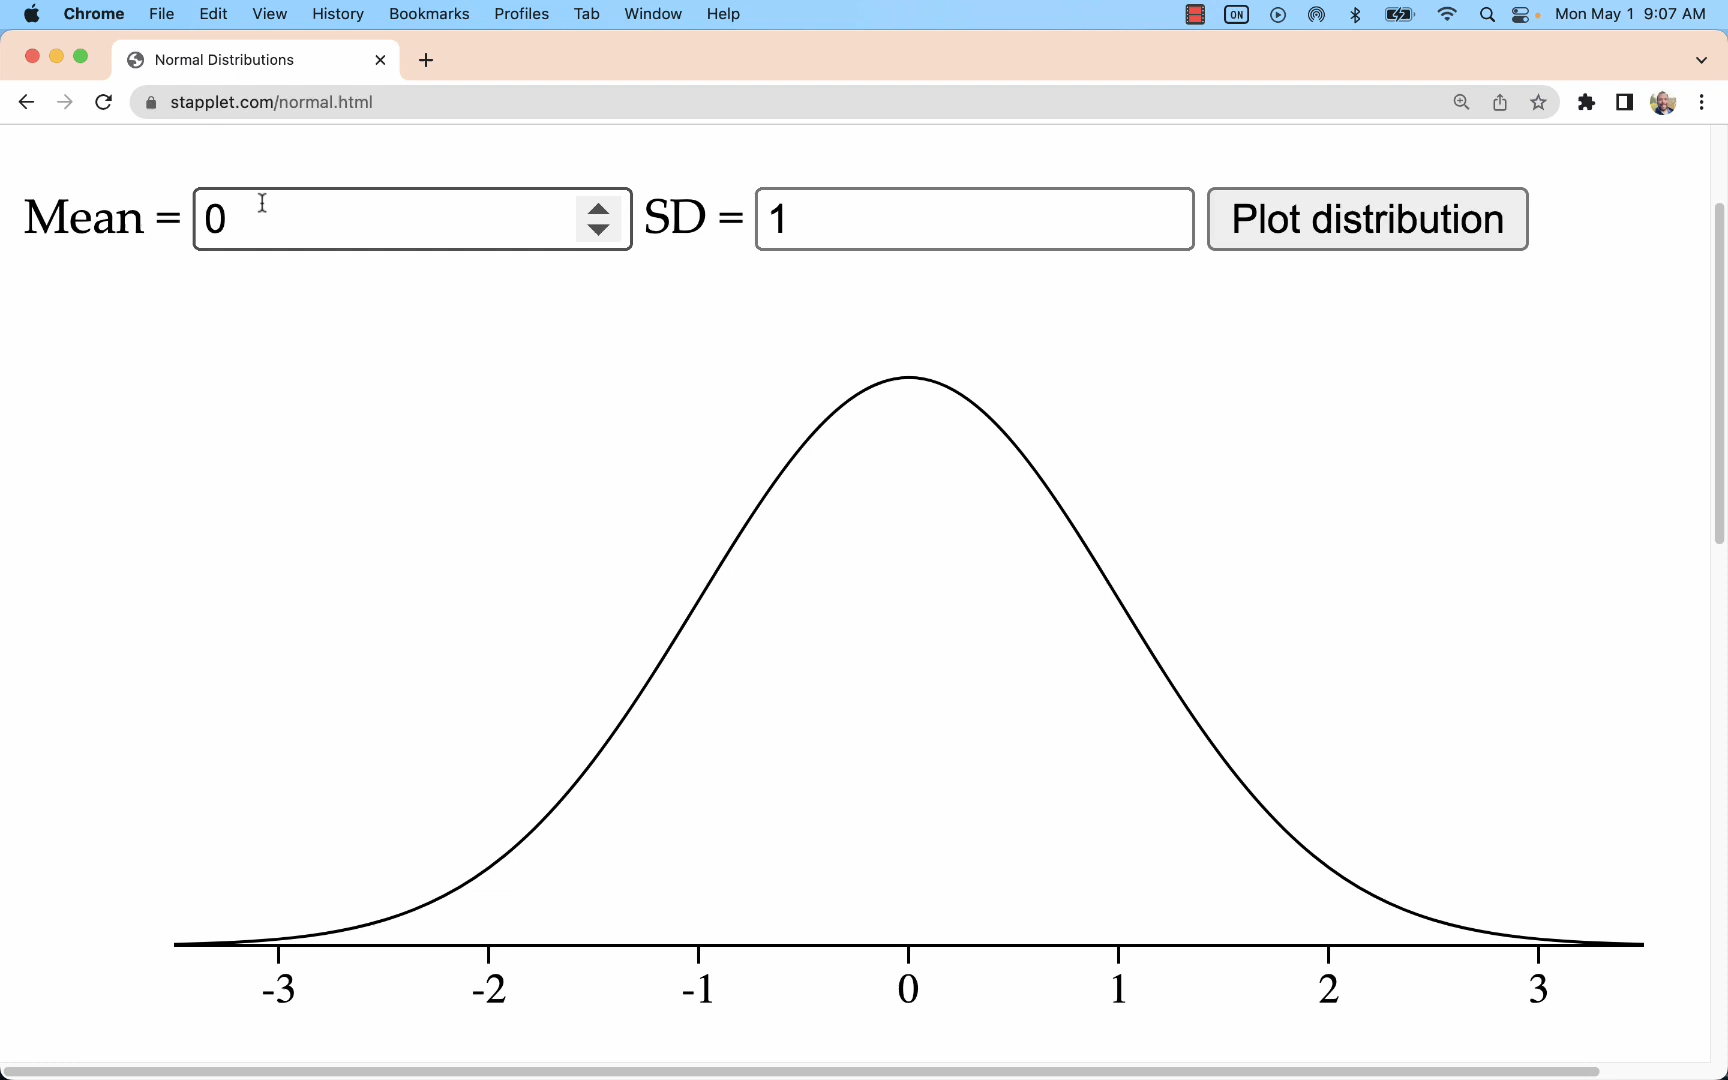 Chrome File Edit View History Bookmarks Profiles Tab Window Help ON Mon May 1 9:07 AM
Normal Distributions
stapplet.com/normal.html
Mean = 0 SD = 1 Plot distribution
-3 -2 -1 0 1 2 3